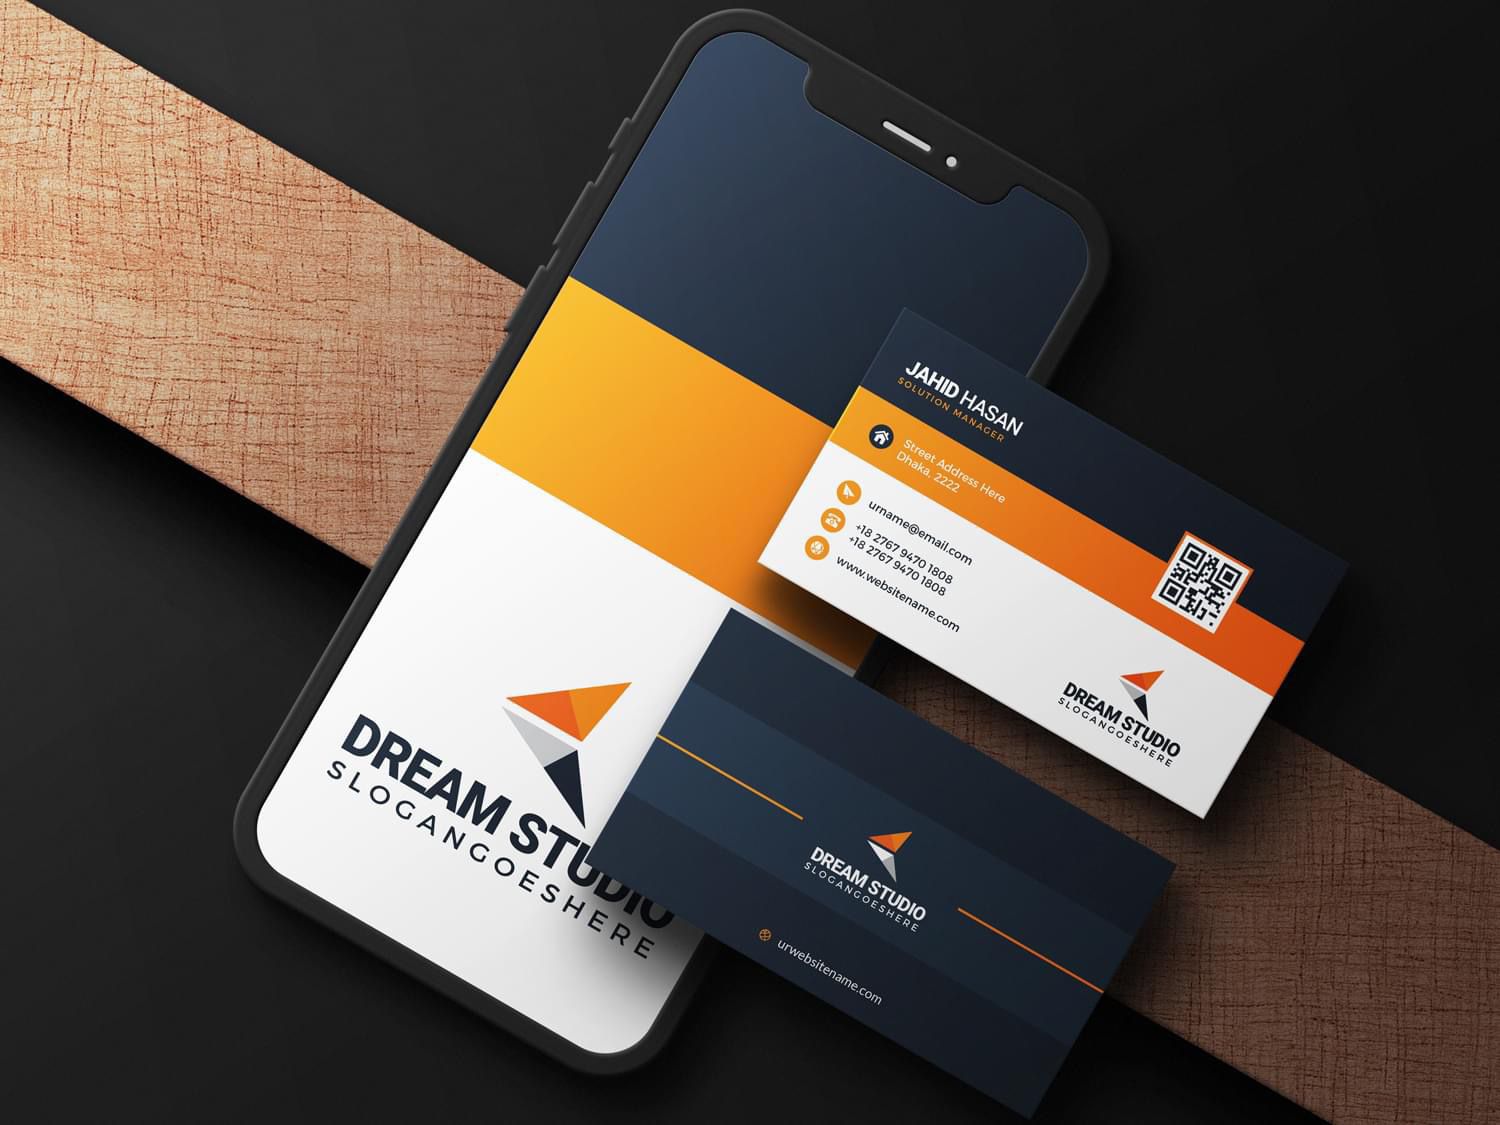 DREAM STUDIO
SLOGANGOESHERE
JAHID HASAN
SOLUTION MANAGER
Street Address Here
Dhaka, 2222
urname@email.com
+18 2767 9470 1808
+18 2767 9470 1808
www.websitename.com
DREAM STUDIO
SLOGANGOESHERE
DREAM STUDIO
SLOGANGOESHERE
urwebsitename.com